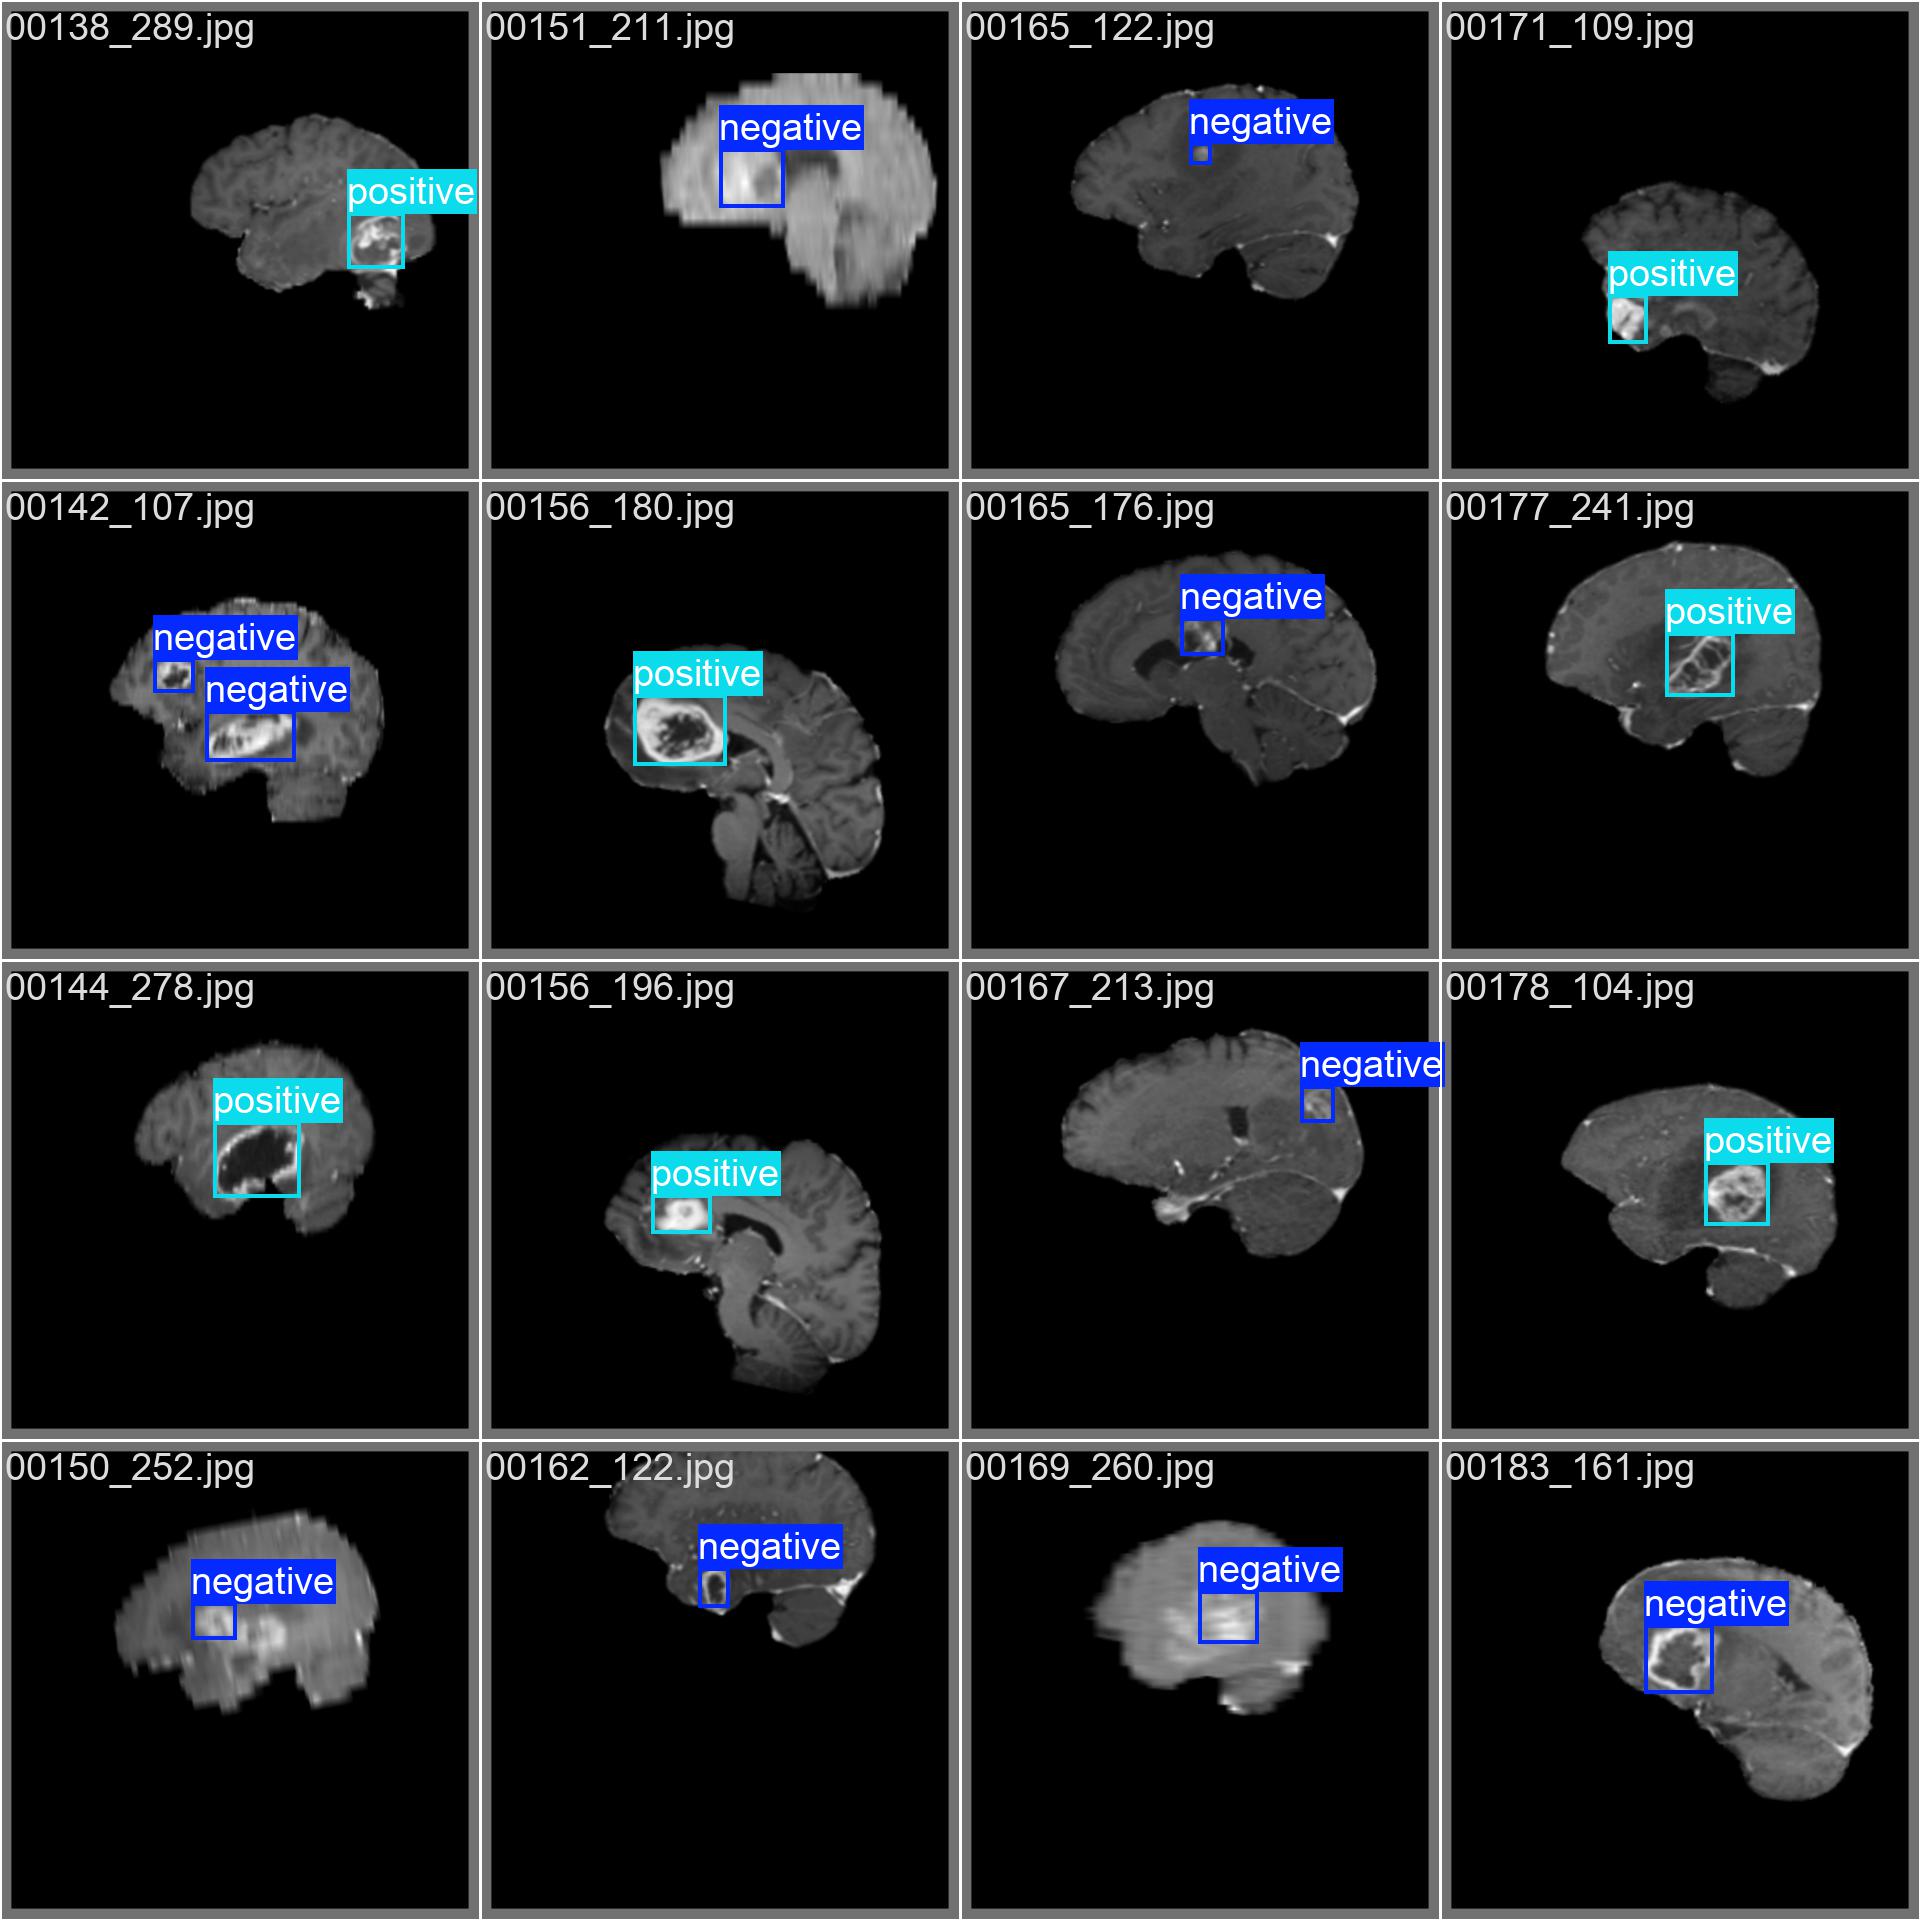 00138_289.jpg
positive
00151_211.jpg
negative
00165_122.jpg
negative
00171_109.jpg
positive
00142_107.jpg
negative
negative
00156_180.jpg
positive
00165_176.jpg
negative
00177_241.jpg
positive
00144_278.jpg
positive
00156_196.jpg
positive
00167_213.jpg
negative
00178_104.jpg
positive
00150_252.jpg
negative
00162_122.jpg
negative
00169_260.jpg
negative
00183_161.jpg
negative